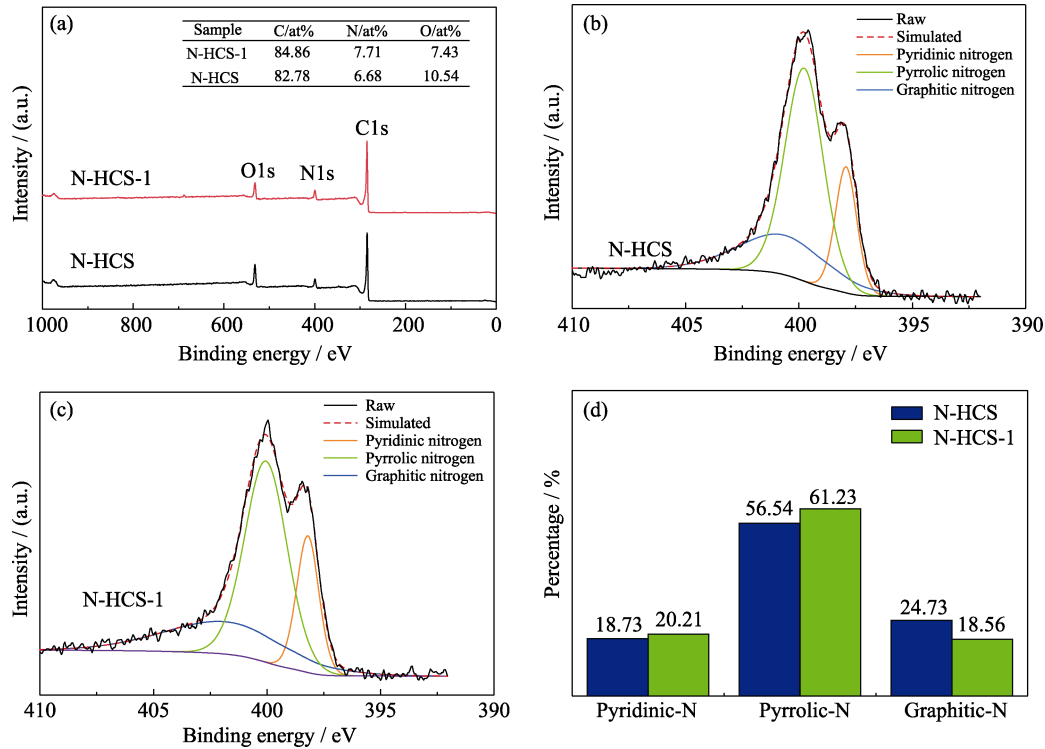 (a)
Sample C/at% N/at% O/at%
N-HCS-1 84.86 7.71 7.43
N-HCS 82.78 6.68 10.54
C1s
O1s N1s
N-HCS-1
N-HCS
Intensity / (a.u.)
1000 800 600 400 200 0
Binding energy / eV
(b)
Raw
Simulated
Pyridinic nitrogen
Pyrrolic nitrogen
Graphitic nitrogen
N-HCS
Intensity / (a.u.)
410 405 400 395 390
Binding energy / eV
(c)
Raw
Simulated
Pyridinic nitrogen
Pyrrolic nitrogen
Graphitic nitrogen
N-HCS-1
Intensity / (a.u.)
410 405 400 395 390
Binding energy / eV
(d)
N-HCS
N-HCS-1
Percentage / %
18.73 20.21
56.54 61.23
24.73 18.56
Pyridinic-N Pyrrolic-N Graphitic-N